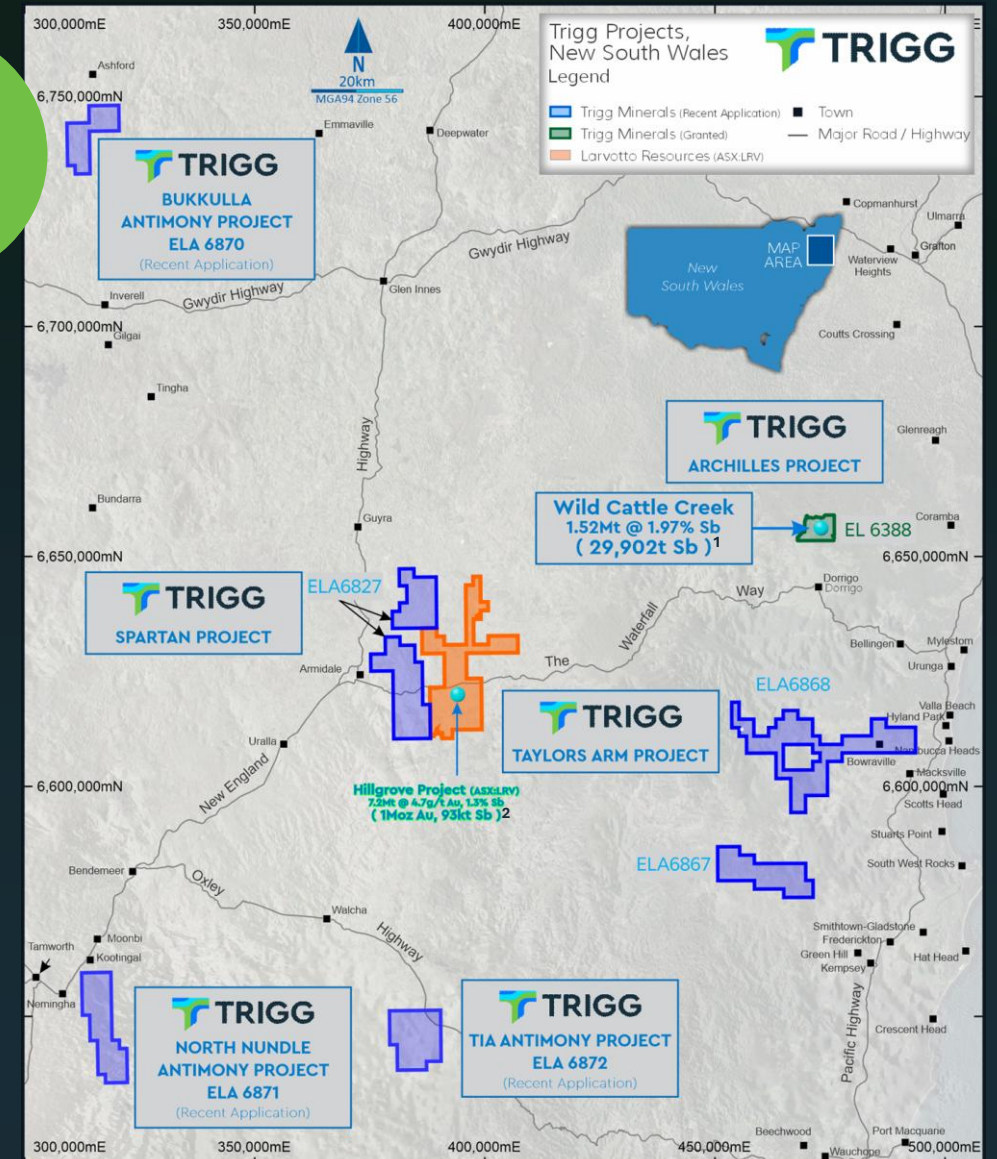 300,000mE
350,000mE
400,000mE
Trigg Projects,
New South Wales
TRIGG
Legend
Trigg Minerals (Recent Application)
Town
Trigg Minerals (Granted)
Major Road / Highway
Larvotto Resources (ASX:LRV)
N
20km
MGA94 Zone 56
Ashford
6,750,000mN
Emmaville
Deepwater
TRIGG
BUKKULLA
ANTIMONY PROJECT
ELA 6870
(Recent Application)
Copmanhurst
Ulmarra
Grafton
Waterview
Heights
MAP
AREA
New
South Wales
Gwydir Highway
Glen Innes
Inverell
Gwydir Highway
6,700,000mN
Gilgai
Coutts Crossing
Tingha
TRIGG
ARCHILLES PROJECT
Glenreagh
Highway
Bundarra
Guyra
Wild Cattle Creek
1.52Mt @ 1.97% Sb
( 29,902t Sb )1
EL 6388
Coramba
6,650,000mN
6,650,000mN
TRIGG
SPARTAN PROJECT
ELA6827
Way
Dorrigo
Dorrigo
Waterfall
The
Bellingen
Mylestom
Urunga
Armidale
ELA6868
TRIGG
TAYLORS ARM PROJECT
Valla Beach
Hyland Park
Nambucca Heads
Bowraville
Macksville
Uralla
New England
6,600,000mN
6,600,000mN
Scotts Head
Hillgrove Project (ASX:LRV)
7.2Mt @ 4.7g/t Au, 1.3% Sb
( 1Moz Au, 93kt Sb )2
Stuarts Point
ELA6867
South West Rocks
Bendemeer
Oxley
Walcha
Highway
Smithtown-Gladstone
Frederickton
Green Hill
Kempsey
Hat Head
Moonbi
Tamworth
Kootingal
Nemingha
TRIGG
NORTH NUNDLE
ANTIMONY PROJECT
ELA 6871
(Recent Application)
TRIGG
TIA ANTIMONY PROJECT
ELA 6872
(Recent Application)
Crescent Head
Pacific Highway
Beechwood
Port Macquarie
Wauchope
300,000mE
350,000mE
400,000mE
450,000mE
500,000mE